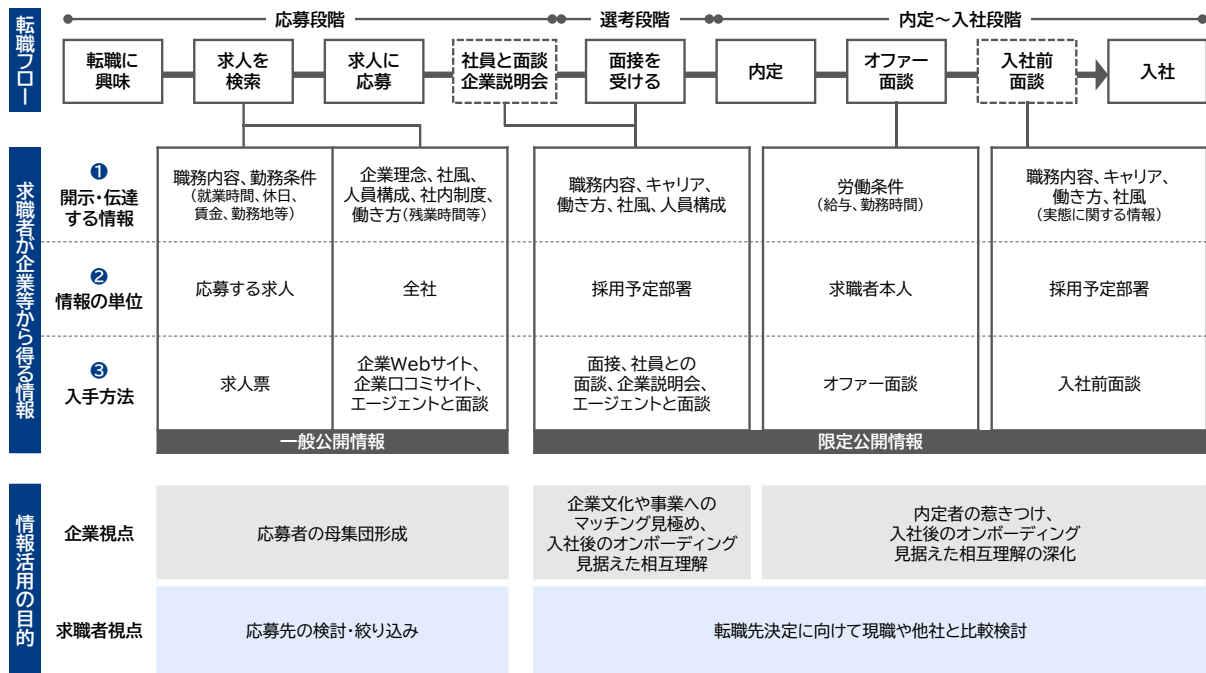 転職フロー
応募段階
選考段階
内定～入社段階
転職に
興味
求人を
検索
求人に
応募
社員と面談
企業説明会
面接を
受ける
内定
オファー
面談
入社前
面談
入社
求職者が企業等から得る情報
❶
開示・伝達
する情報
職務内容、勤務条件
(就業時間、休日、
賃金、勤務地等)
企業理念、社風、
人員構成、社内制度、
働き方(残業時間等)
職務内容、キャリア、
働き方、社風、人員構成
労働条件
(給与、勤務時間)
職務内容、キャリア、
働き方、社風
(実態に関する情報)
❷
情報の単位
応募する求人
全社
採用予定部署
求職者本人
採用予定部署
❸
入手方法
求人票
企業Webサイト、
企業口コミサイト、
エージェントと面談
面接、社員との
面談、企業説明会、
エージェントと面談
オファー面談
入社前面談
一般公開情報
限定公開情報
情報活用の目的
企業視点
応募者の母集団形成
企業文化や事業への
マッチング見極め、
入社後のオンボーディング
見据えた相互理解
内定者の惹きつけ、
入社後のオンボーディング
見据えた相互理解の深化
求職者視点
応募先の検討・絞り込み
転職先決定に向けて現職や他社と比較検討